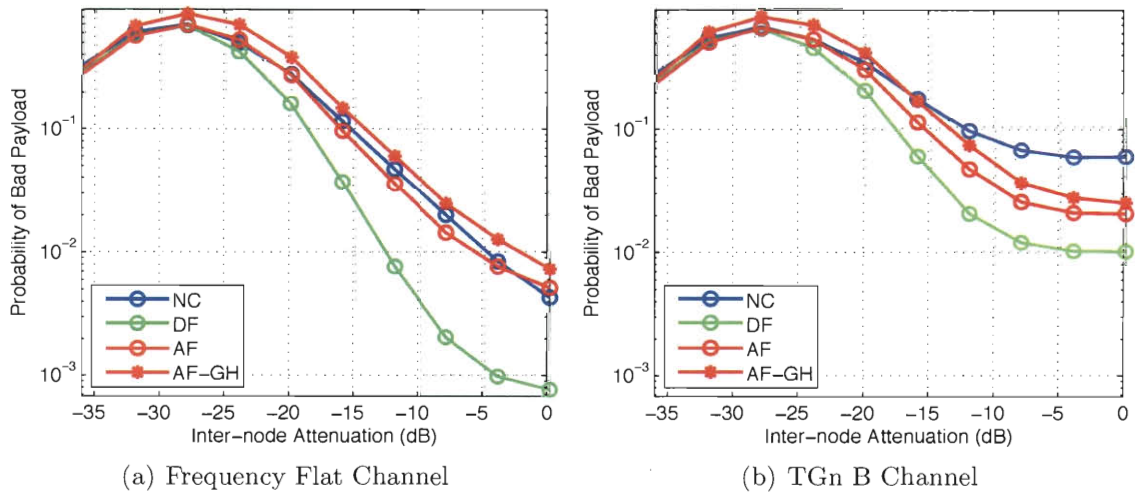 Probability of Bad Payload
10⁻¹
10⁻²
10⁻³
NC
DF
AF
AF−GH
−35 −30 −25 −20 −15 −10 −5 0
Inter−node Attenuation (dB)
(a) Frequency Flat Channel
Probability of Bad Payload
10⁻¹
10⁻²
10⁻³
NC
DF
AF
AF−GH
−35 −30 −25 −20 −15 −10 −5 0
Inter−node Attenuation (dB)
(b) TGn B Channel